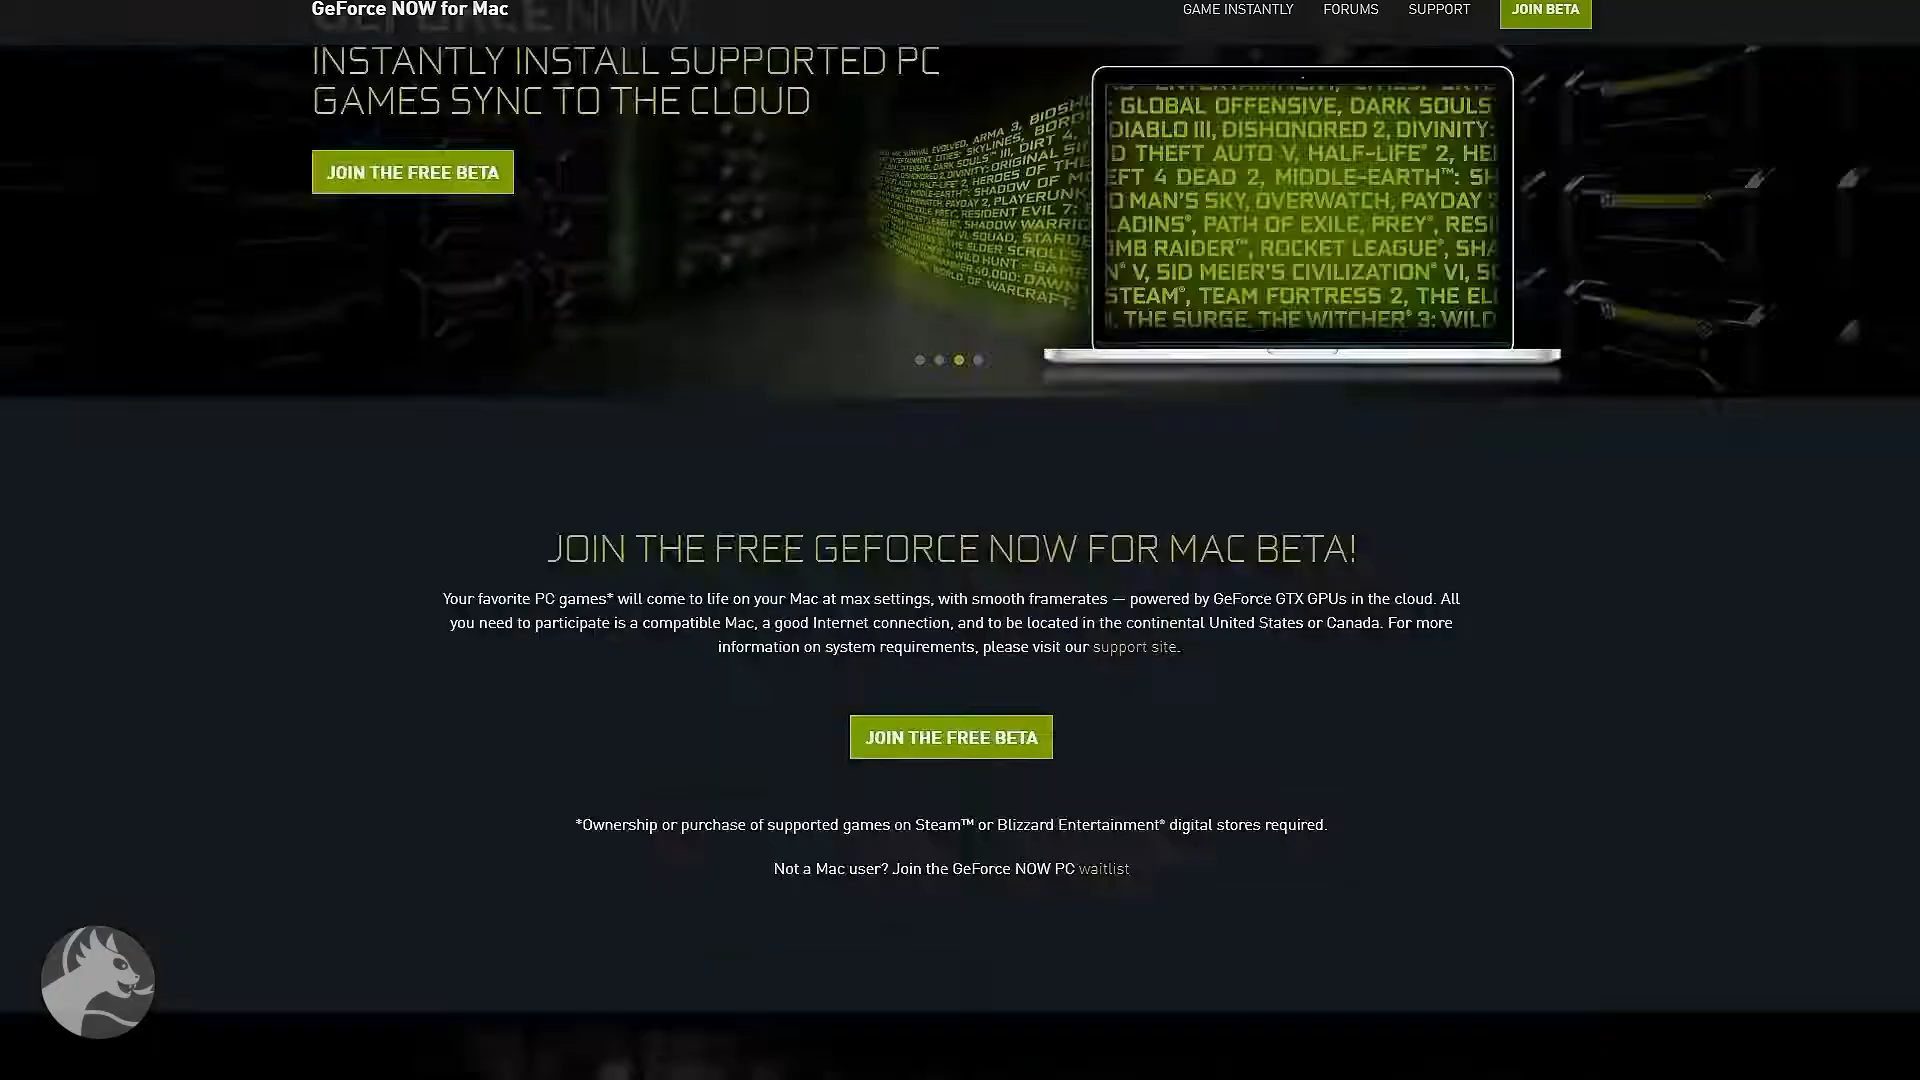 GeForce NOW for Mac
GAME INSTANTLY
FORUMS
SUPPORT
JOIN BETA
INSTANTLY INSTALL SUPPORTED PC
GAMES SYNC TO THE CLOUD
JOIN THE FREE BETA
: GLOBAL OFFENSIVE, DARK SOULS
DIABLO III, DISHONORED 2, DIVINITY:
D THEFT AUTO V, HALF-LIFE® 2, HE
EFT 4 DEAD 2, MIDDLE-EARTH™: SH
O MAN'S SKY, OVERWATCH, PAYDAY
LADINS®, PATH OF EXILE, PREY®, RESI
OMB RAIDER™, ROCKET LEAGUE®, SHA
N® V, SID MEIER'S CIVILIZATION® VI, S
STEAM®, TEAM FORTRESS 2, THE EL
THE SURGE, THE WITCHER® 3: WILD
JOIN THE FREE GEFORCE NOW FOR MAC BETA!
Your favorite PC games* will come to life on your Mac at max settings, with smooth framerates — powered by GeForce GTX GPUs in the cloud. All
you need to participate is a compatible Mac, a good Internet connection, and to be located in the continental United States or Canada. For more
information on system requirements, please visit our support site.
JOIN THE FREE BETA
*Ownership or purchase of supported games on Steam™ or Blizzard Entertainment® digital stores required.
Not a Mac user? Join the GeForce NOW PC waitlist